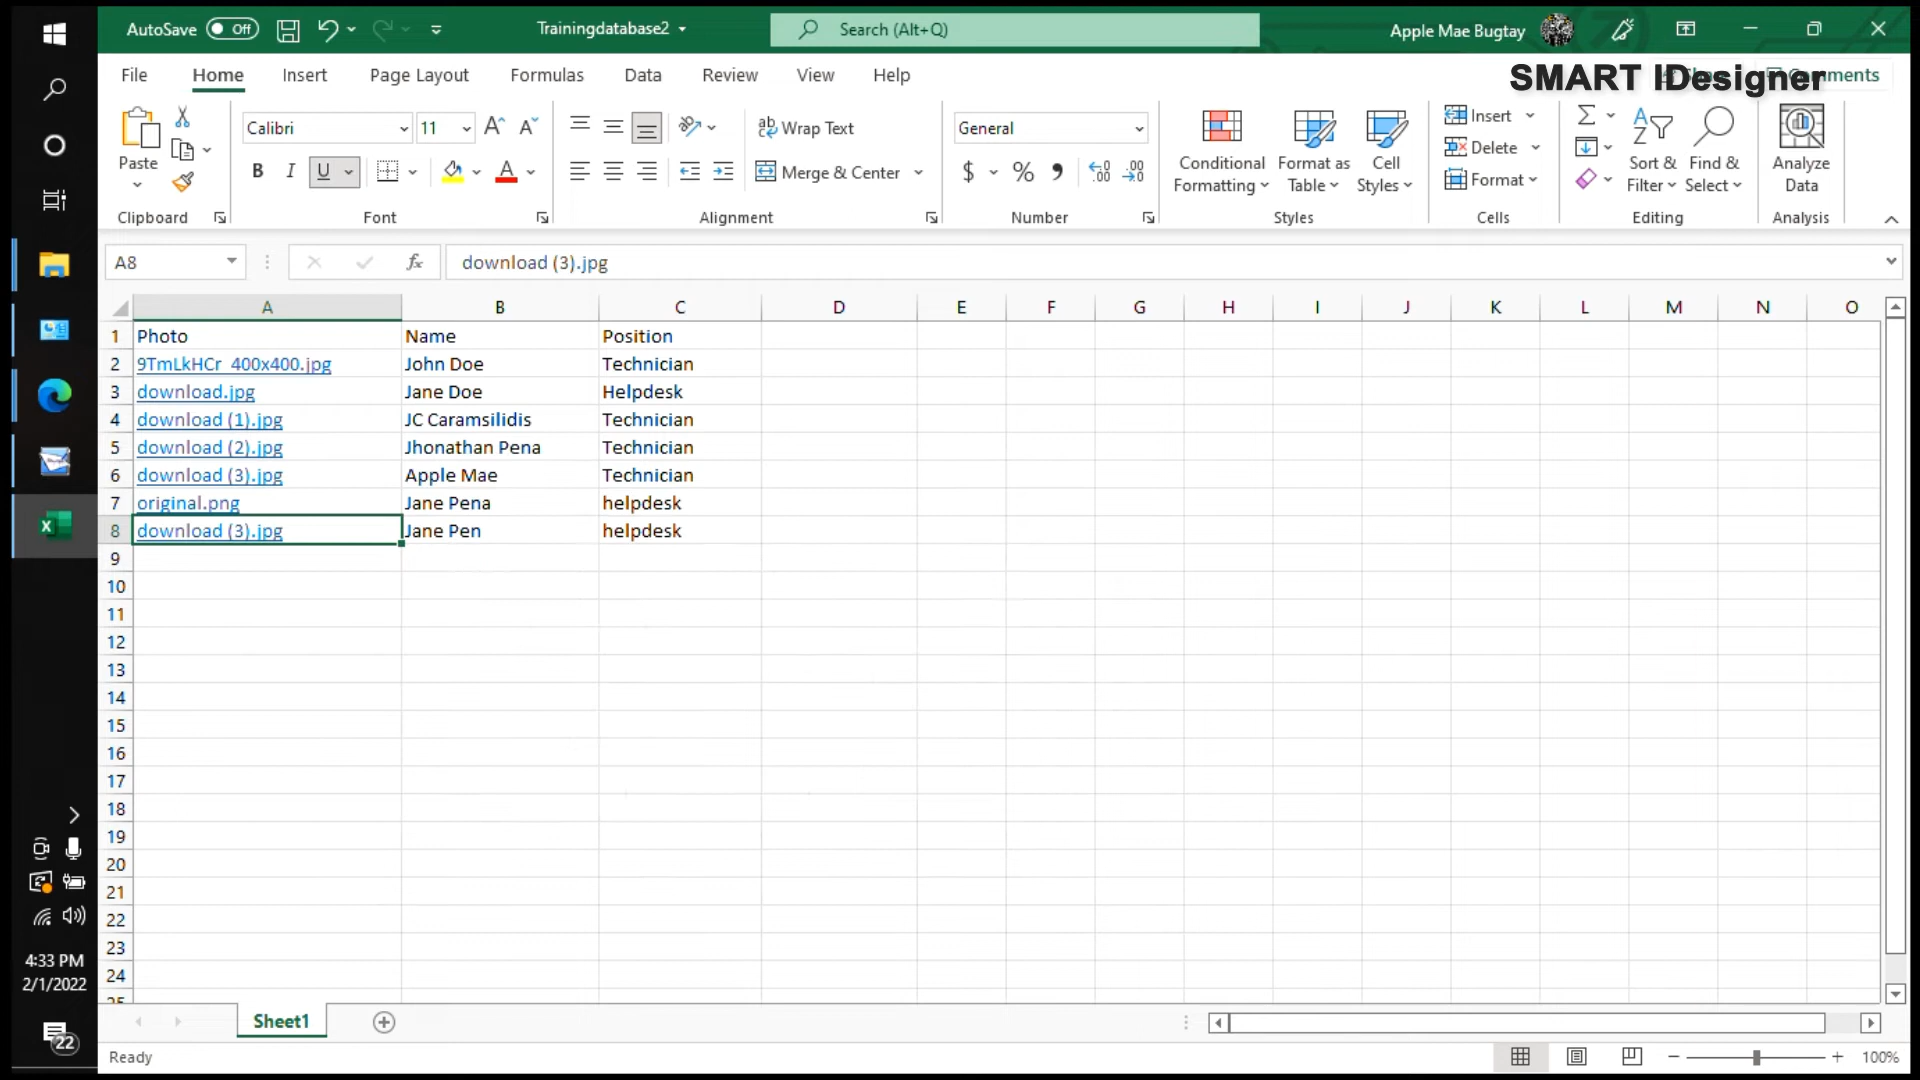 AutoSave Off Trainingdatabase2 Search (Alt+Q) Apple Mae Bugtay
File Home Insert Page Layout Formulas Data Review View Help
SMART IDesigner
Comments
Paste
Calibri 11
B I U
Wrap Text
Merge & Center
General
$ %
Conditional Formatting
Format as Table
Cell Styles
Insert
Delete
Format
Sort & Filter
Find & Select
Analyze Data
Clipboard Font Alignment Number Styles Cells Editing Analysis
A8 fx download (3).jpg
A B C D E F G H I J K L M N O
1 Photo Name Position
2 9TmLkHCr_400x400.jpg John Doe Technician
3 download.jpg Jane Doe Helpdesk
4 download (1).jpg JC Caramsilidis Technician
5 download (2).jpg Jhonathan Pena Technician
6 download (3).jpg Apple Mae Technician
7 original.png Jane Pena helpdesk
8 download (3).jpg Jane Pen helpdesk
9
10
11
12
13
14
15
16
17
18
19
20
21
22
23
24
25
4:33 PM
2/1/2022
22
Sheet1
Ready 100%